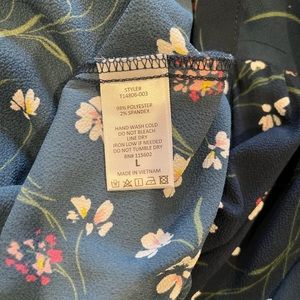 STYLE#
T14806-003
98% POLYESTER
2% SPANDEX
HAND WASH COLD
DO NOT BLEACH
LINE DRY
IRON LOW IF NEEDED
DO NOT TUMBLE DRY
RN# 115602
L
MADE IN VIETNAM